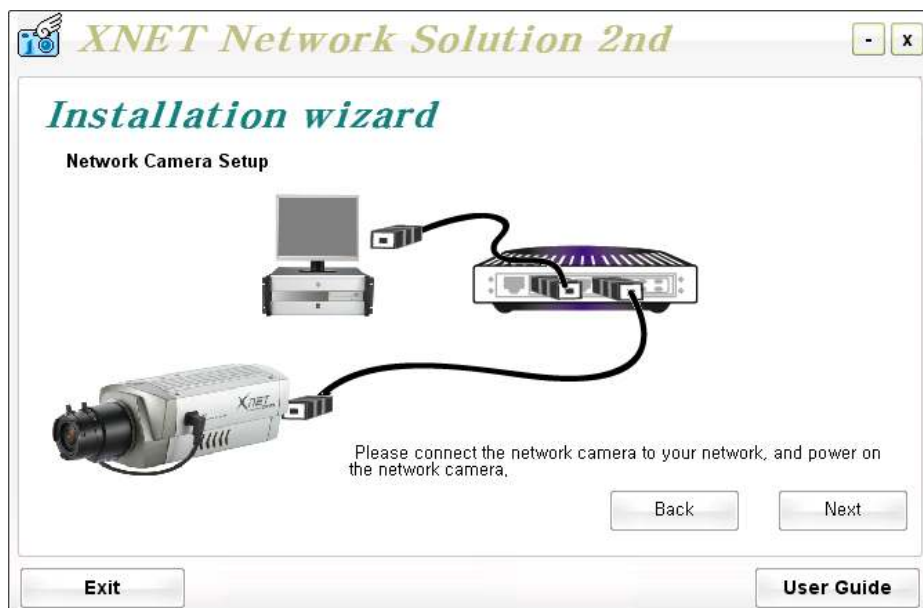 XNET Network Solution 2nd
- X
Installation wizard
Network Camera Setup
XNET
Please connect the network camera to your network, and power on
the network camera.
Back Next
Exit User Guide